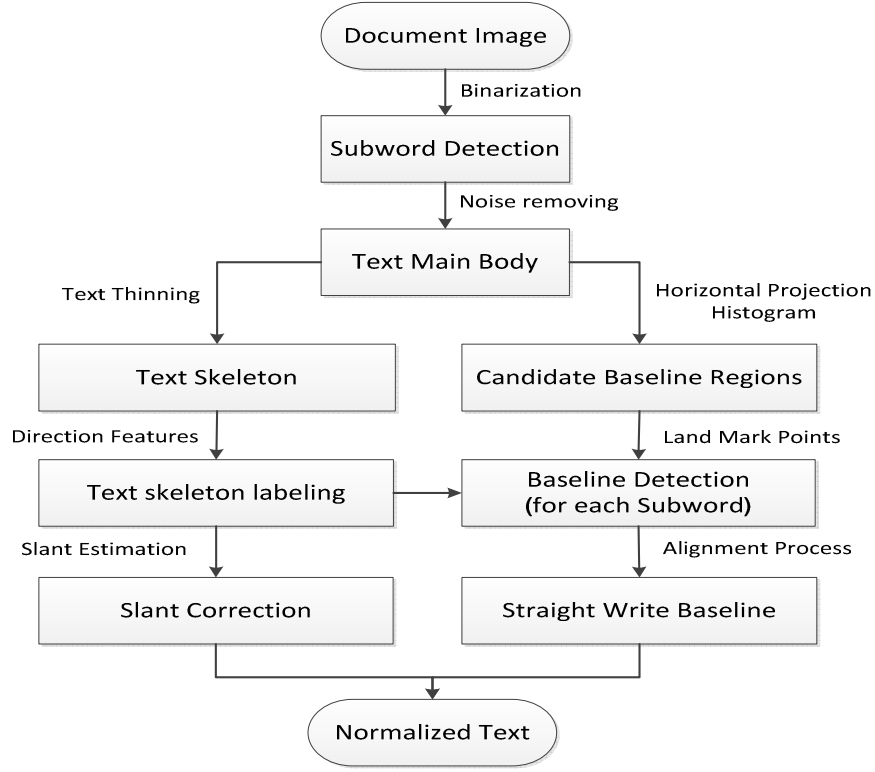 Document Image
Binarization
Subword Detection
Noise removing
Text Main Body
Text Thinning
Horizontal Projection
Histogram
Text Skeleton
Candidate Baseline Regions
Direction Features
Land Mark Points
Text skeleton labeling
Baseline Detection
(for each Subword)
Slant Estimation
Alignment Process
Slant Correction
Straight Write Baseline
Normalized Text